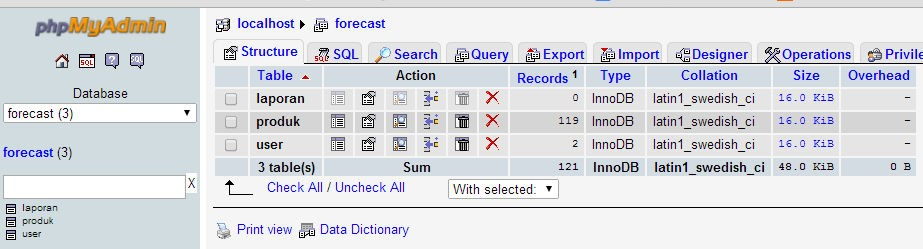 phpMyAdmin
SQL
Database
forecast (3)
forecast (3)
X
laporan
produk
user
localhost forecast
Structure SQL Search Query Export Import Designer Operations Privile
Table Action Records 1 Type Collation Size Overhead
laporan 0 InnoDB latin1_swedish_ci 16.0 KiB -
produk 119 InnoDB latin1_swedish_ci 16.0 KiB -
user 2 InnoDB latin1_swedish_ci 16.0 KiB -
3 table(s) Sum 121 InnoDB latin1_swedish_ci 48.0 KiB 0 B
Check All / Uncheck All With selected:
Print view Data Dictionary